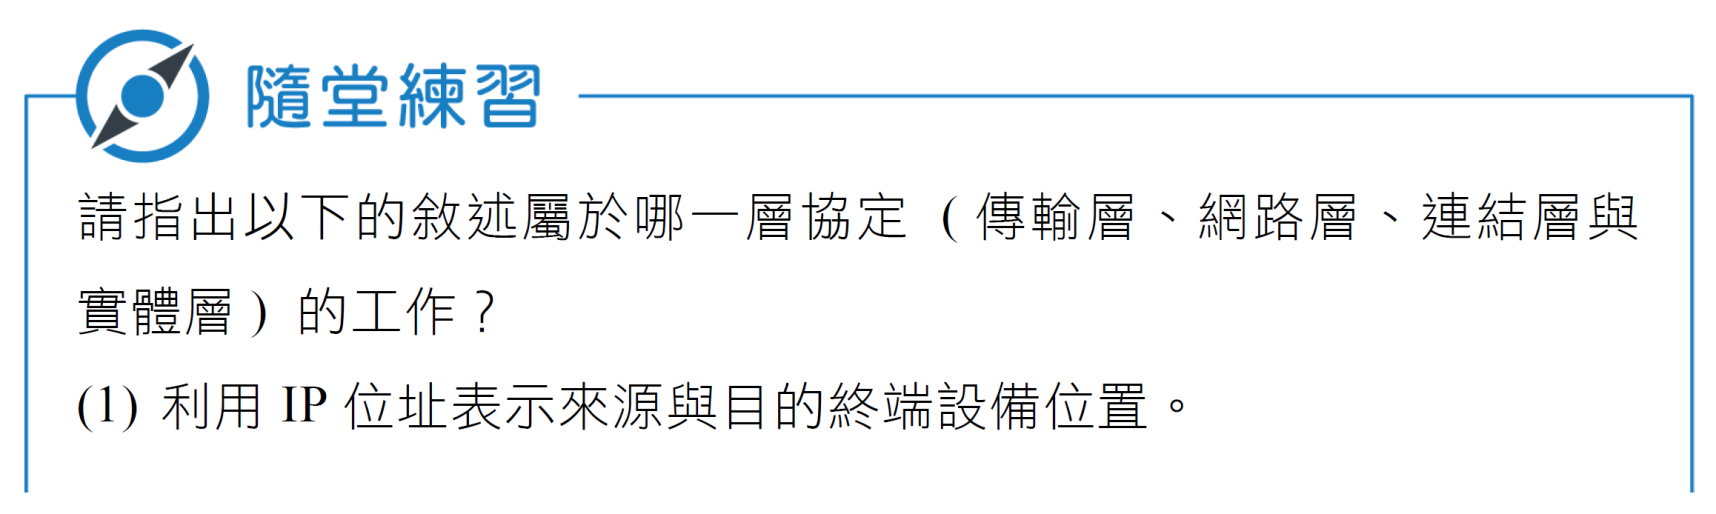 隨堂練習
請指出以下的敘述屬於哪一層協定（傳輸層、網路層、連結層與
實體層）的工作？
(1) 利用 IP 位址表示來源與目的終端設備位置。